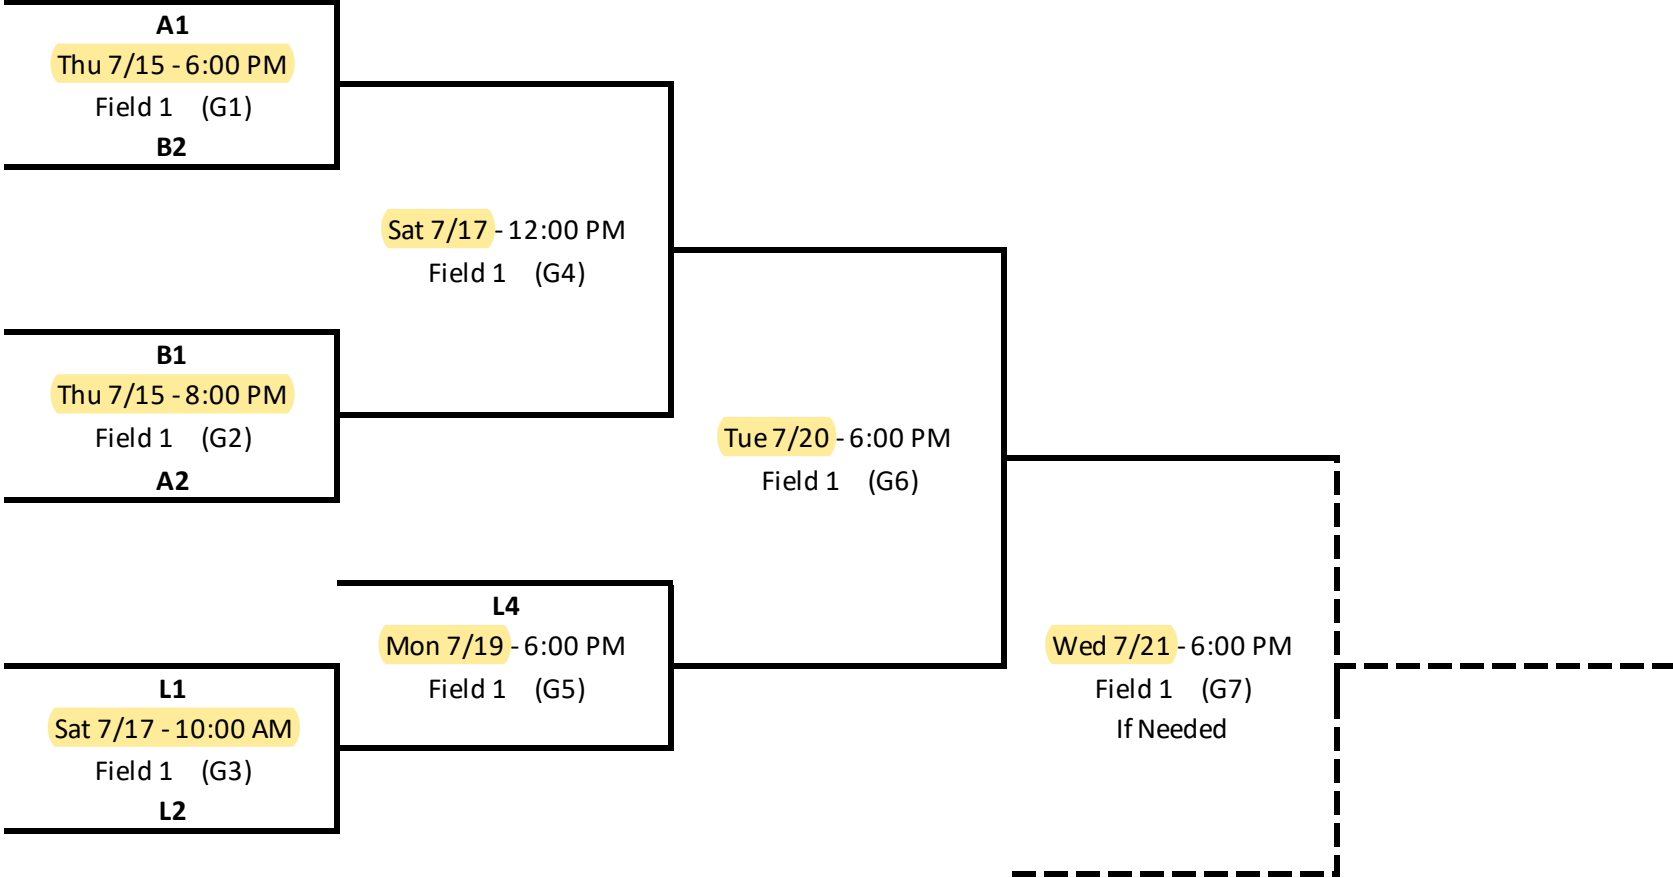 A1
Thu 7/15 - 6:00 PM
Field 1 (G1)
B2
Sat 7/17 - 12:00 PM
Field 1 (G4)
B1
Thu 7/15 - 8:00 PM
Field 1 (G2)
A2
Tue 7/20 - 6:00 PM
Field 1 (G6)
L4
Mon 7/19 - 6:00 PM
Field 1 (G5)
L1
Sat 7/17 - 10:00 AM
Field 1 (G3)
L2
Wed 7/21 - 6:00 PM
Field 1 (G7)
If Needed